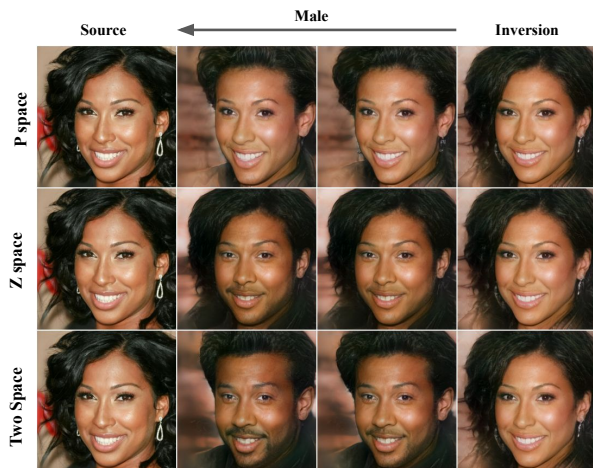 Male
Source
Inversion
P space
Z space
Two Space